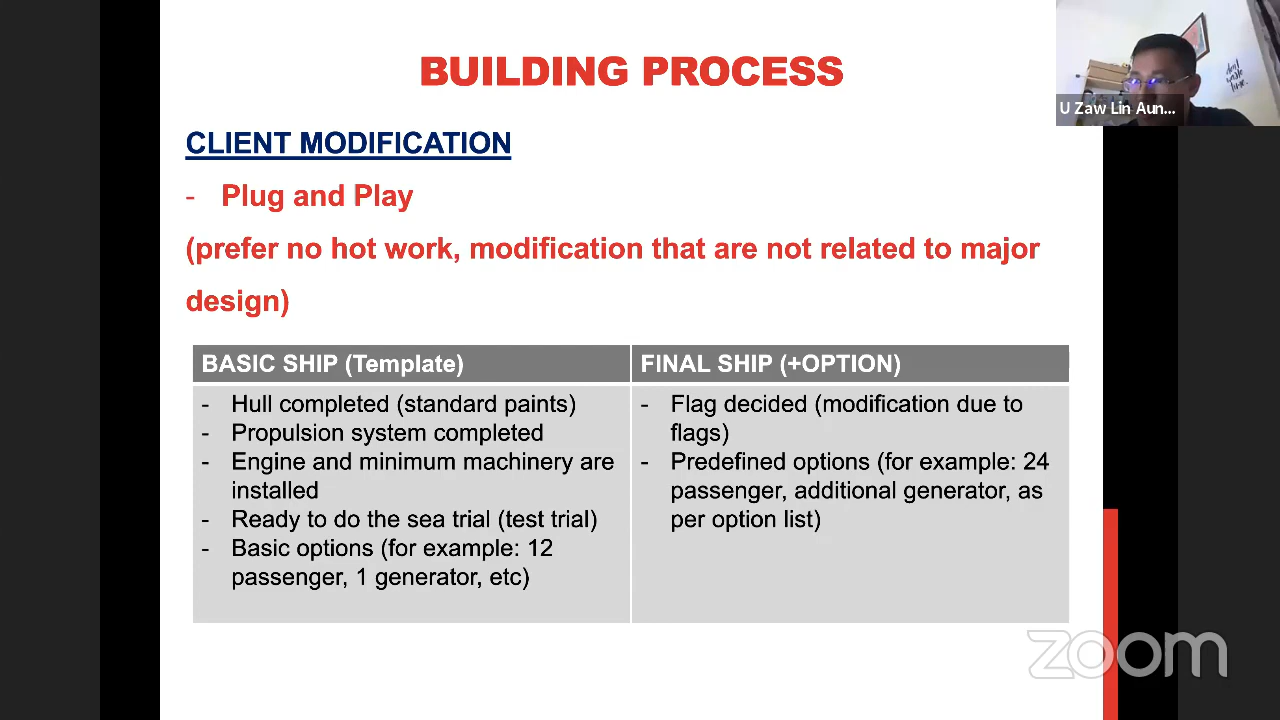 BUILDING PROCESS
CLIENT MODIFICATION
- Plug and Play
(prefer no hot work, modification that are not related to major
design)
BASIC SHIP (Template)
- Hull completed (standard paints)
- Propulsion system completed
- Engine and minimum machinery are
installed
- Ready to do the sea trial (test trial)
- Basic options (for example: 12
passenger, 1 generator, etc)
FINAL SHIP (+OPTION)
- Flag decided (modification due to
flags)
- Predefined options (for example: 24
passenger, additional generator, as
per option list)
don't
waste
time.
U Zaw Lin Aun...
zoom